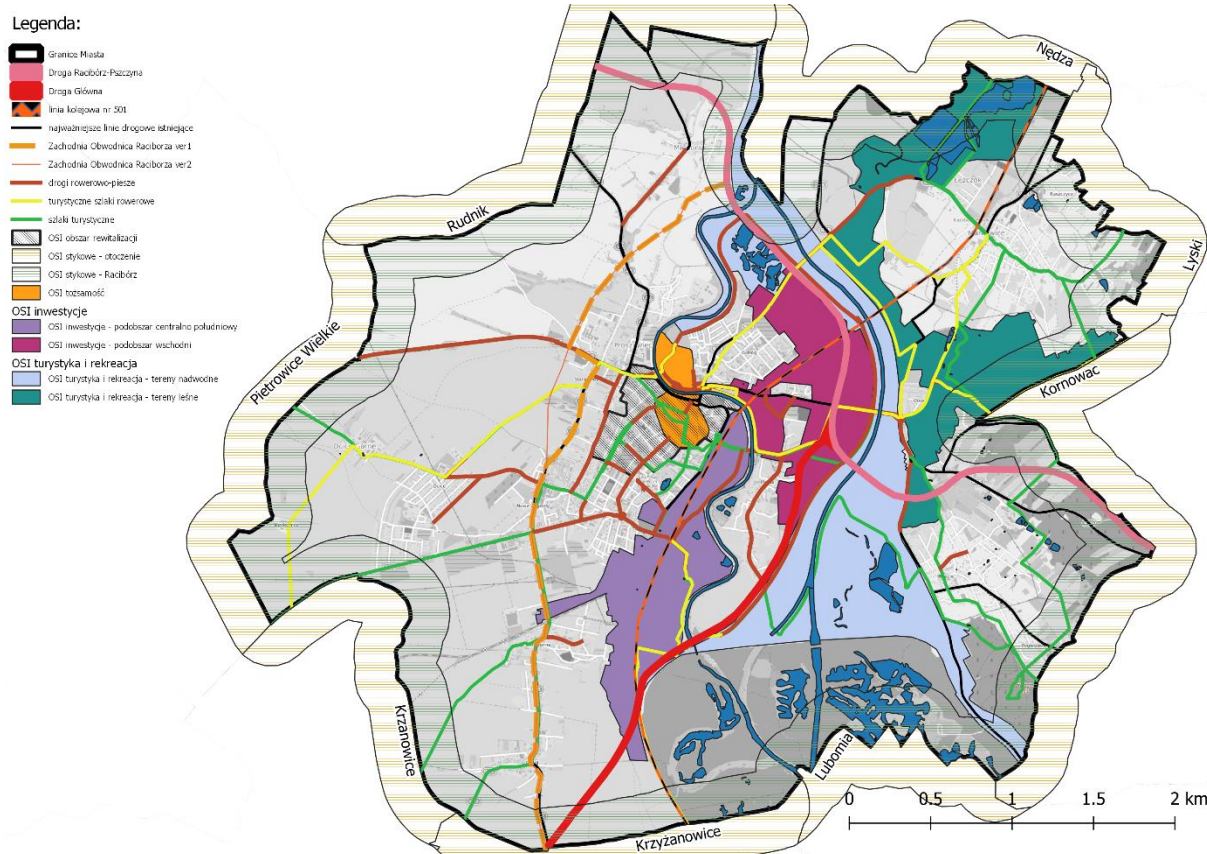 Legenda:
Granice Miasta
Droga Racibórz-Pszczyna
Droga Główna
linia kolejowa nr 301
najważniejsze linie drogowe istniejące
Zachodnia Obwodnica Raciborza ver1
Zachodnia Obwodnica Raciborza ver2
drogi rowerowo-piesze
turystyczne szlaki rowerowe
szlaki turystyczne
OSI obszar rewitalizacji
OSI stykowe - otoczenie
OSI stykowe - Racibórz
OSI tożsamość
OSI inwestycje
OSI inwestycje - podobszar centralno południowy
OSI inwestycje - podobszar wschodni
OSI turystyka i rekreacja
OSI turystyka i rekreacja - tereny nadwodne
OSI turystyka i rekreacja - tereny leśne
Nędza
Rudnik
Łyski
Pietrowice Wielkie
Kornowac
Krzanowice
Lubomia
Krzyżanowice
0 0.5 1 1.5 2 km